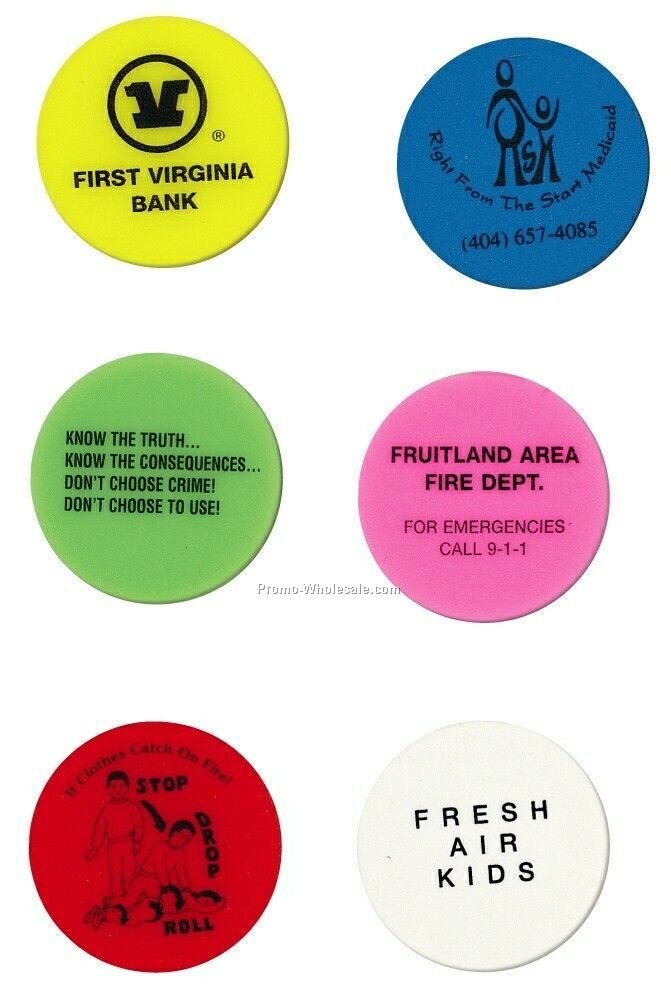 FIRST VIRGINIA
BANK
®
RSM
Right From The Start Medicaid
(404) 657-4085
KNOW THE TRUTH...
KNOW THE CONSEQUENCES...
DON'T CHOOSE CRIME!
DON'T CHOOSE TO USE!
FRUITLAND AREA
FIRE DEPT.
FOR EMERGENCIES
CALL 9-1-1
Promo-Wholesale.com
If Clothes Catch On Fire!
STOP
DROP
ROLL
FRESH
AIR
KIDS